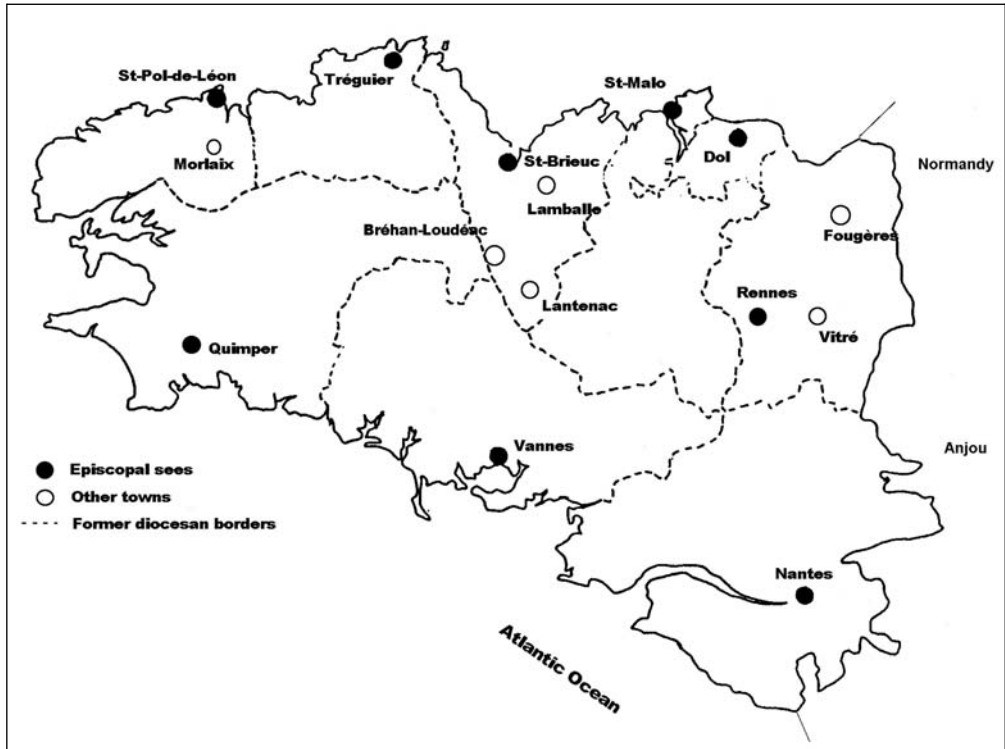 St-Pol-de-Léon
Tréguier
St-Malo
Morlaix
St-Brieuc
Dol
Normandy
Lamballe
Fougères
Bréhan-Loudéac
Lantenac
Rennes
Vitré
Quimper
Vannes
Anjou
Episcopal sees
Other towns
Former diocesan borders
Nantes
Atlantic Ocean